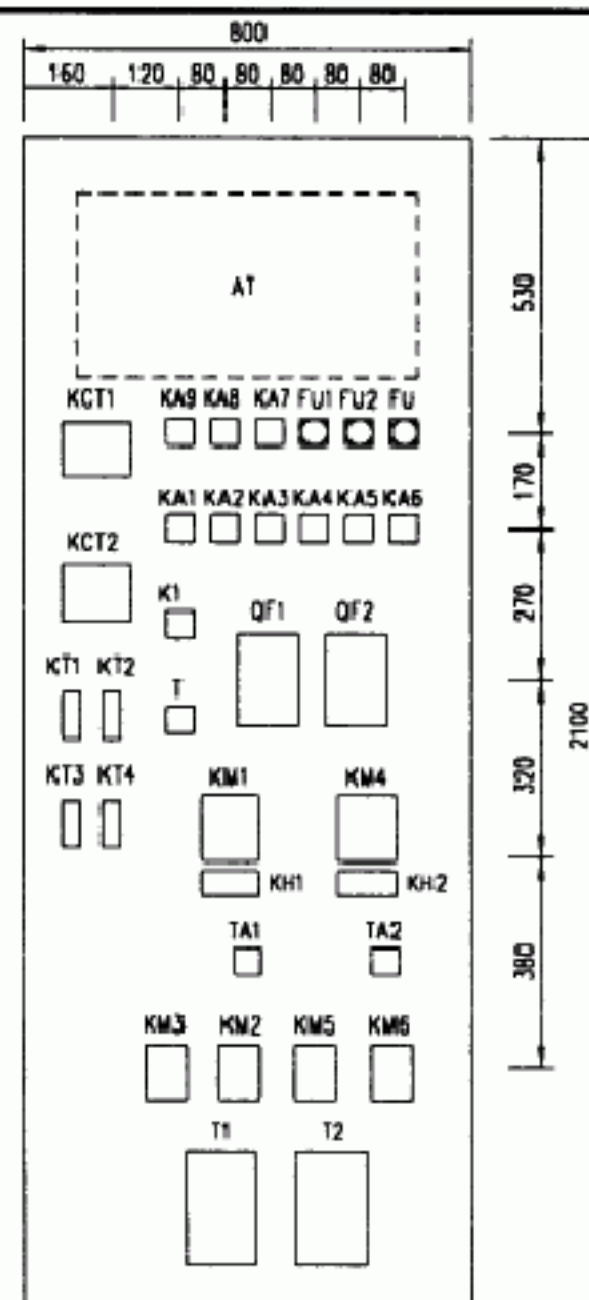 800
160 120 80 80 80 80 80
AT
530
KCT1 KA9 KA8 KA7 FU1 FU2 FU
170
KA1 KA2 KA3 KA4 KA5 KA6
KCT2
270
K1 QF1 QF2
KT1 KT2 T
2100
320
KT3 KT4 KM1 KM4
KH1 KH2
TA1 TA2
380
KM3 KM2 KM5 KM6
T1 T2